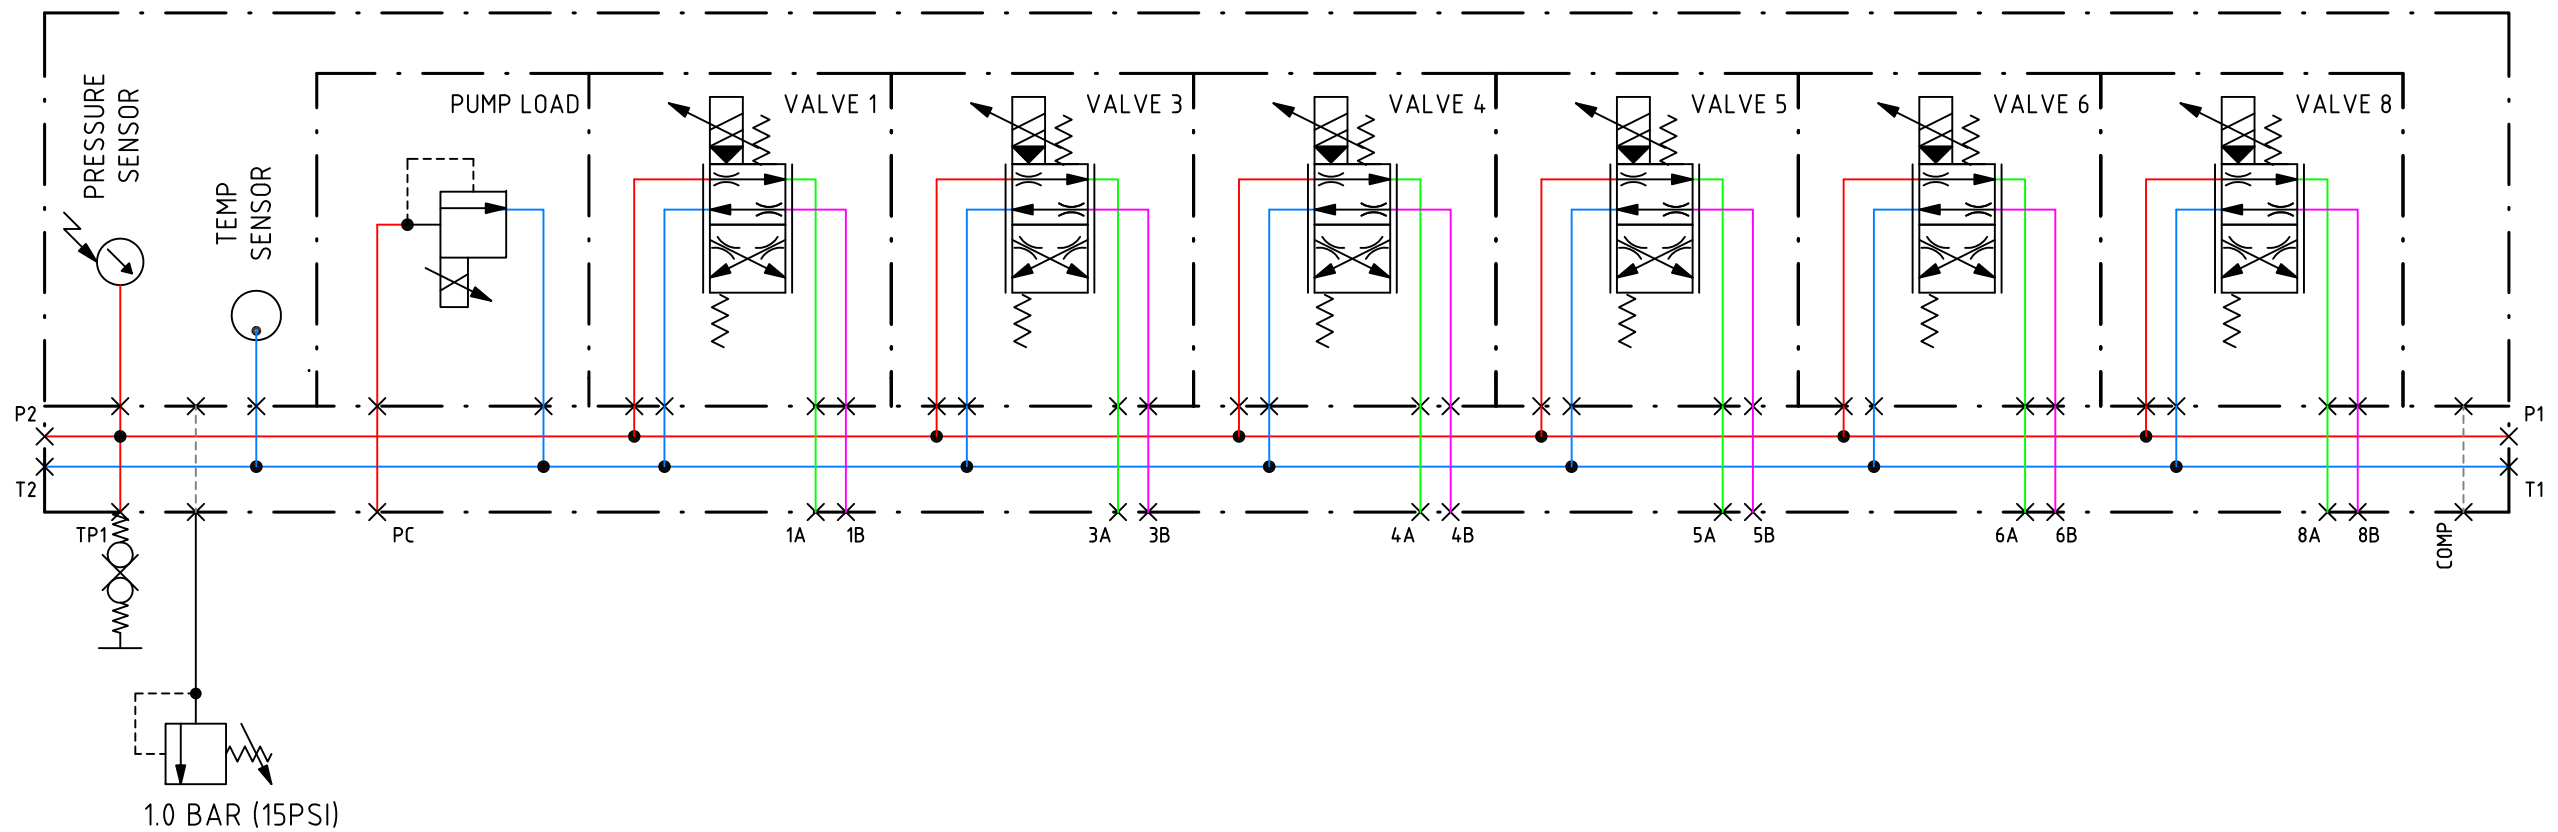 PRESSURE
SENSOR
TEMP
SENSOR
PUMP LOAD
VALVE 1
VALVE 3
VALVE 4
VALVE 5
VALVE 6
VALVE 8
P2
P1
T2
T1
TP1
PC
1A
1B
3A
3B
4A
4B
5A
5B
6A
6B
8A
8B
COMP
1.0 BAR (15PSI)